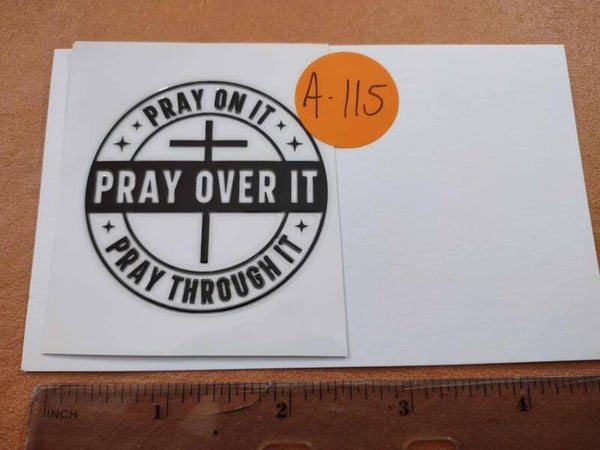 PRAY ON IT
PRAY OVER IT
PRAY THROUGH IT
A-115
INCH 1 2 3 4